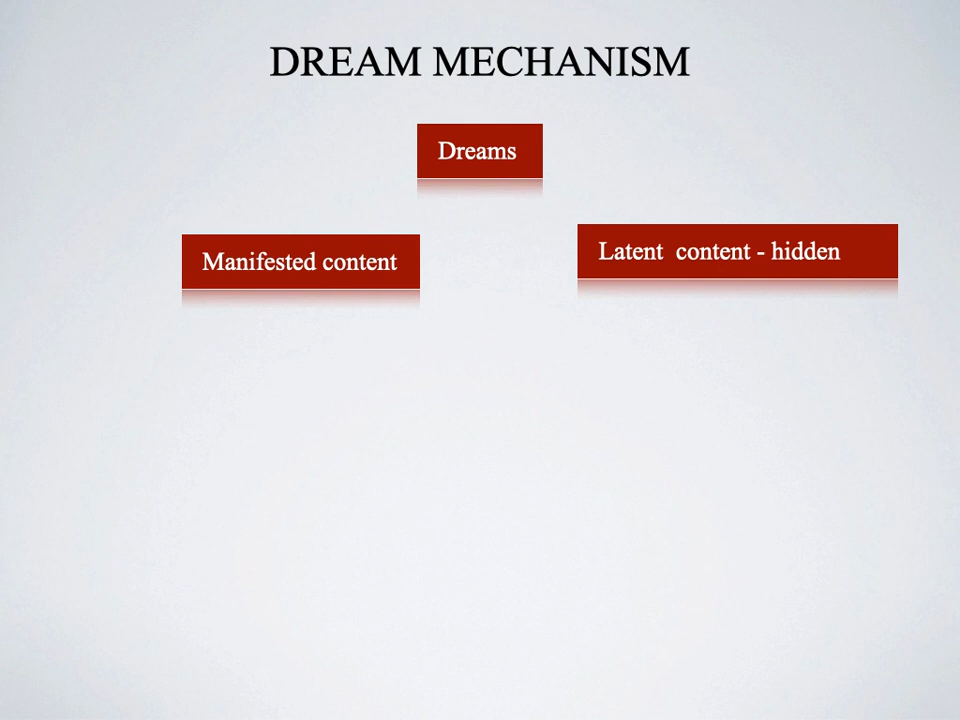 DREAM MECHANISM
Dreams
Manifested content
Latent  content - hidden